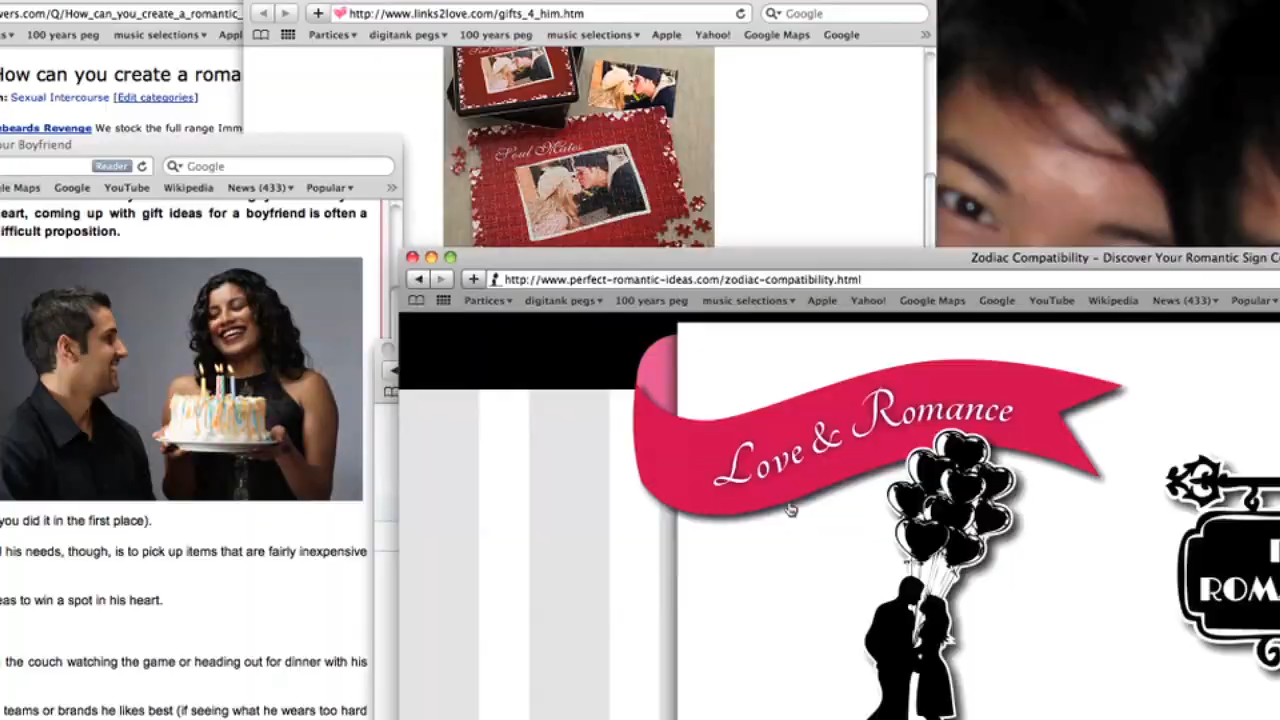 wers.com/Q/How_can_you_create_a_romantic_
100 years peg music selections Appl
How can you create a roma
n: Sexual Intercourse [Edit categories]
ebeards Revenge We stock the full range Imm
http://www.links2love.com/gifts_4_him.htm
Google
Partices digitank pegs 100 years peg music selections Apple Yahoo! Google Maps Google
Soul Mates
our Boyfriend
Reader
Google
le Maps Google YouTube Wikipedia News (433) Popular
eart, coming up with gift ideas for a boyfriend is often a
ifficult proposition.
you did it in the first place).
l his needs, though, is to pick up items that are fairly inexpensive
eas to win a spot in his heart.
n the couch watching the game or heading out for dinner with his
teams or brands he likes best (if seeing what he wears too hard
Zodiac Compatibility – Discover Your Romantic Sign Co
http://www.perfect-romantic-ideas.com/zodiac-compatibility.html
Partices digitank pegs 100 years peg music selections Apple Yahoo! Google Maps Google YouTube Wikipedia News (433) Popular
Love & Romance
ROMA